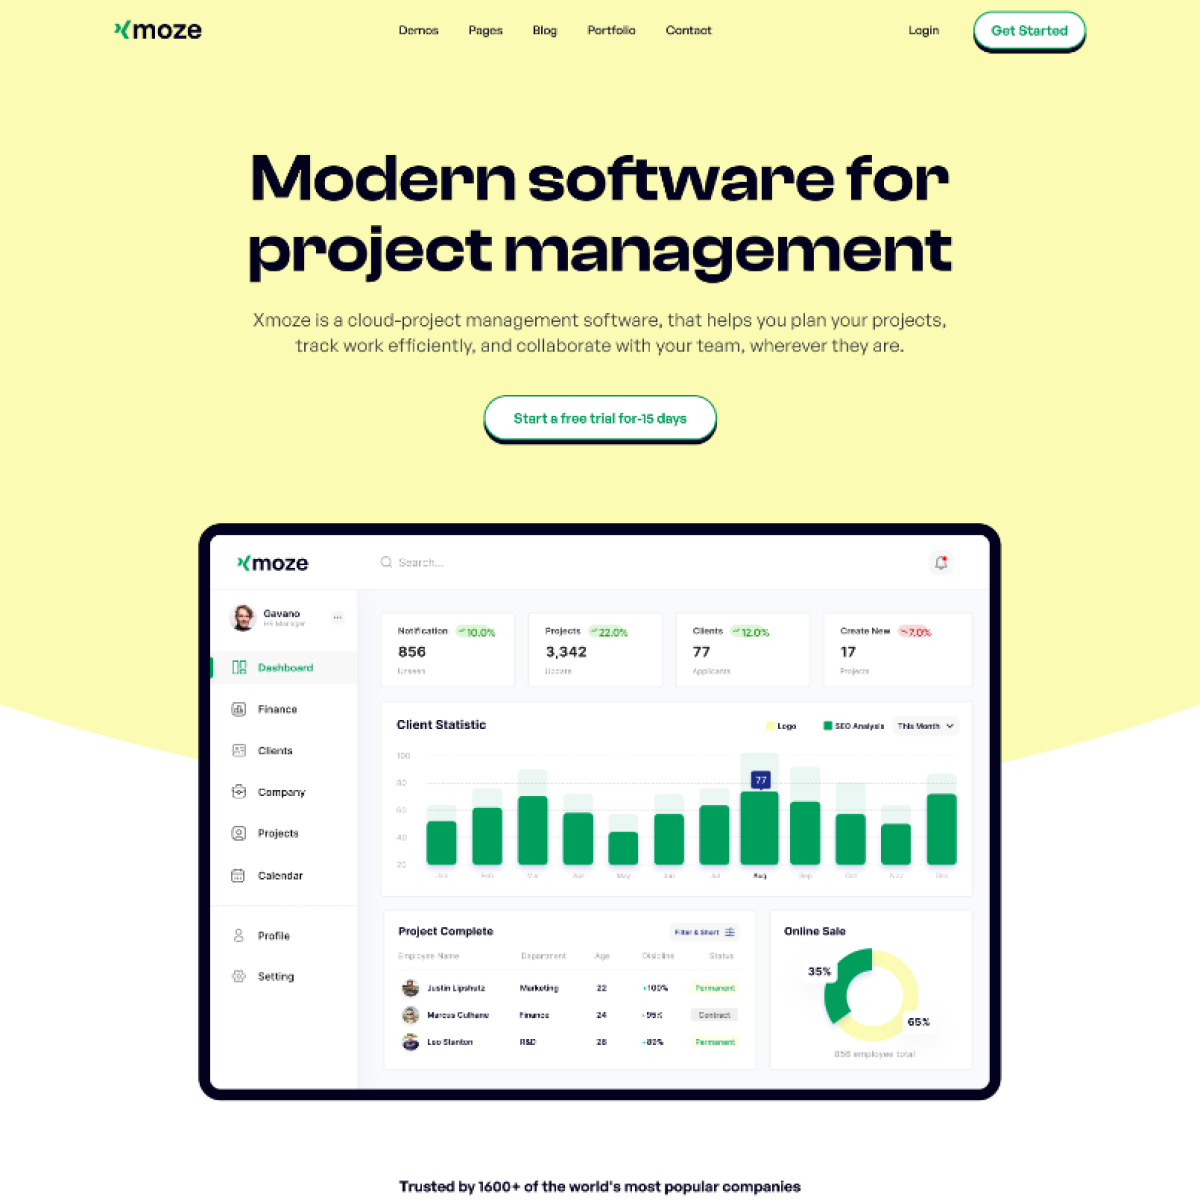 xmoze
Demos Pages Blog Portfolio Contact
Login
Get Started
Modern software for
project management
Xmoze is a cloud-project management software, that helps you plan your projects,
track work efficiently, and collaborate with your team, wherever they are.
Start a free trial for-15 days
xmoze
Search...
Gavano
HR Manager
Dashboard
Finance
Clients
Company
Projects
Calendar
Profile
Setting
Notification 10.0%
856
Unseen
Projects 22.0%
3,342
Update
Clients 12.0%
77
Applicants
Create New 7.0%
17
Projects
Client Statistic
Logo SEO Analysis This Month
100
80
60
40
20
77
Jan Feb Mar Apr May Jun Jul Aug Sep Oct Nov Dec
Project Complete
Filter & Short
Employee Name Department Age Disicline Status
Justin Lipshutz Marketing 22 +100% Permanent
Marcus Culhane Finance 24 +95% Contract
Leo Stanton R&D 28 +89% Permanent
Online Sale
35%
65%
856 employee total
Trusted by 1600+ of the world's most popular companies